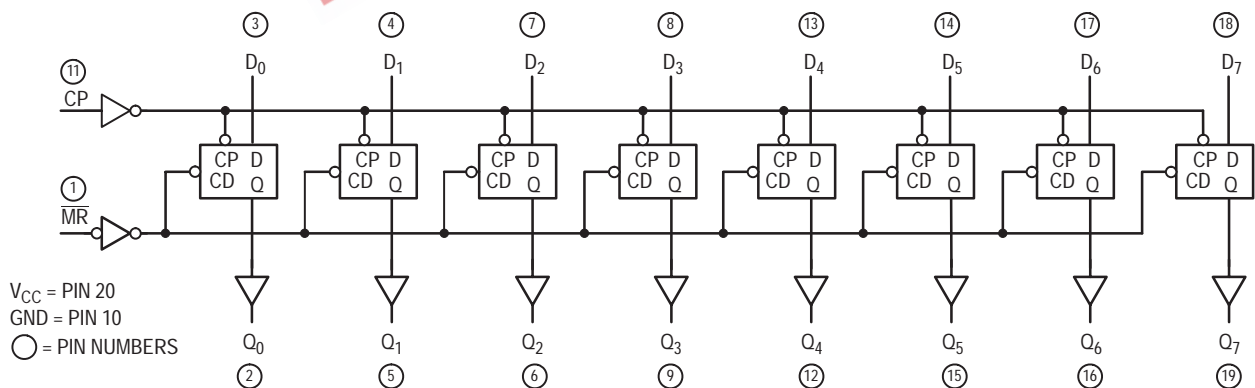 3 4 7 8 13 14 17 18
D0 D1 D2 D3 D4 D5 D6 D7
11
CP
CP D CP D CP D CP D CP D CP D CP D CP D
CD Q CD Q CD Q CD Q CD Q CD Q CD Q CD Q
1
MR
VCC = PIN 20
GND = PIN 10
= PIN NUMBERS
Q0 Q1 Q2 Q3 Q4 Q5 Q6 Q7
2 5 6 9 12 15 16 19